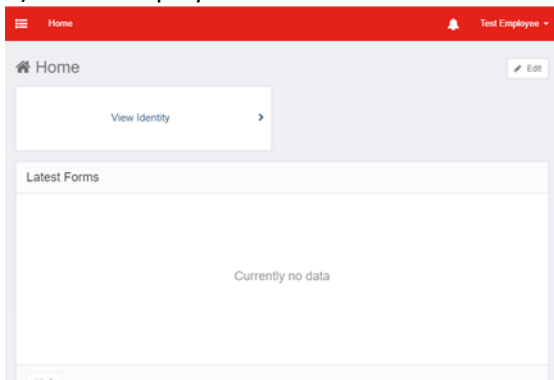 Home
Test Employee
Home
Edit
View Identity
Latest Forms
Currently no data